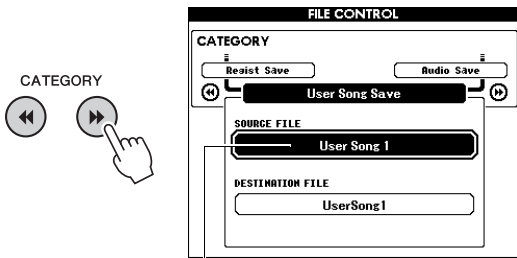 FILE CONTROL
CATEGORY
Regist Save
Audio Save
User Song Save
CATEGORY
SOURCE FILE
User Song 1
DESTINATION FILE
UserSong1